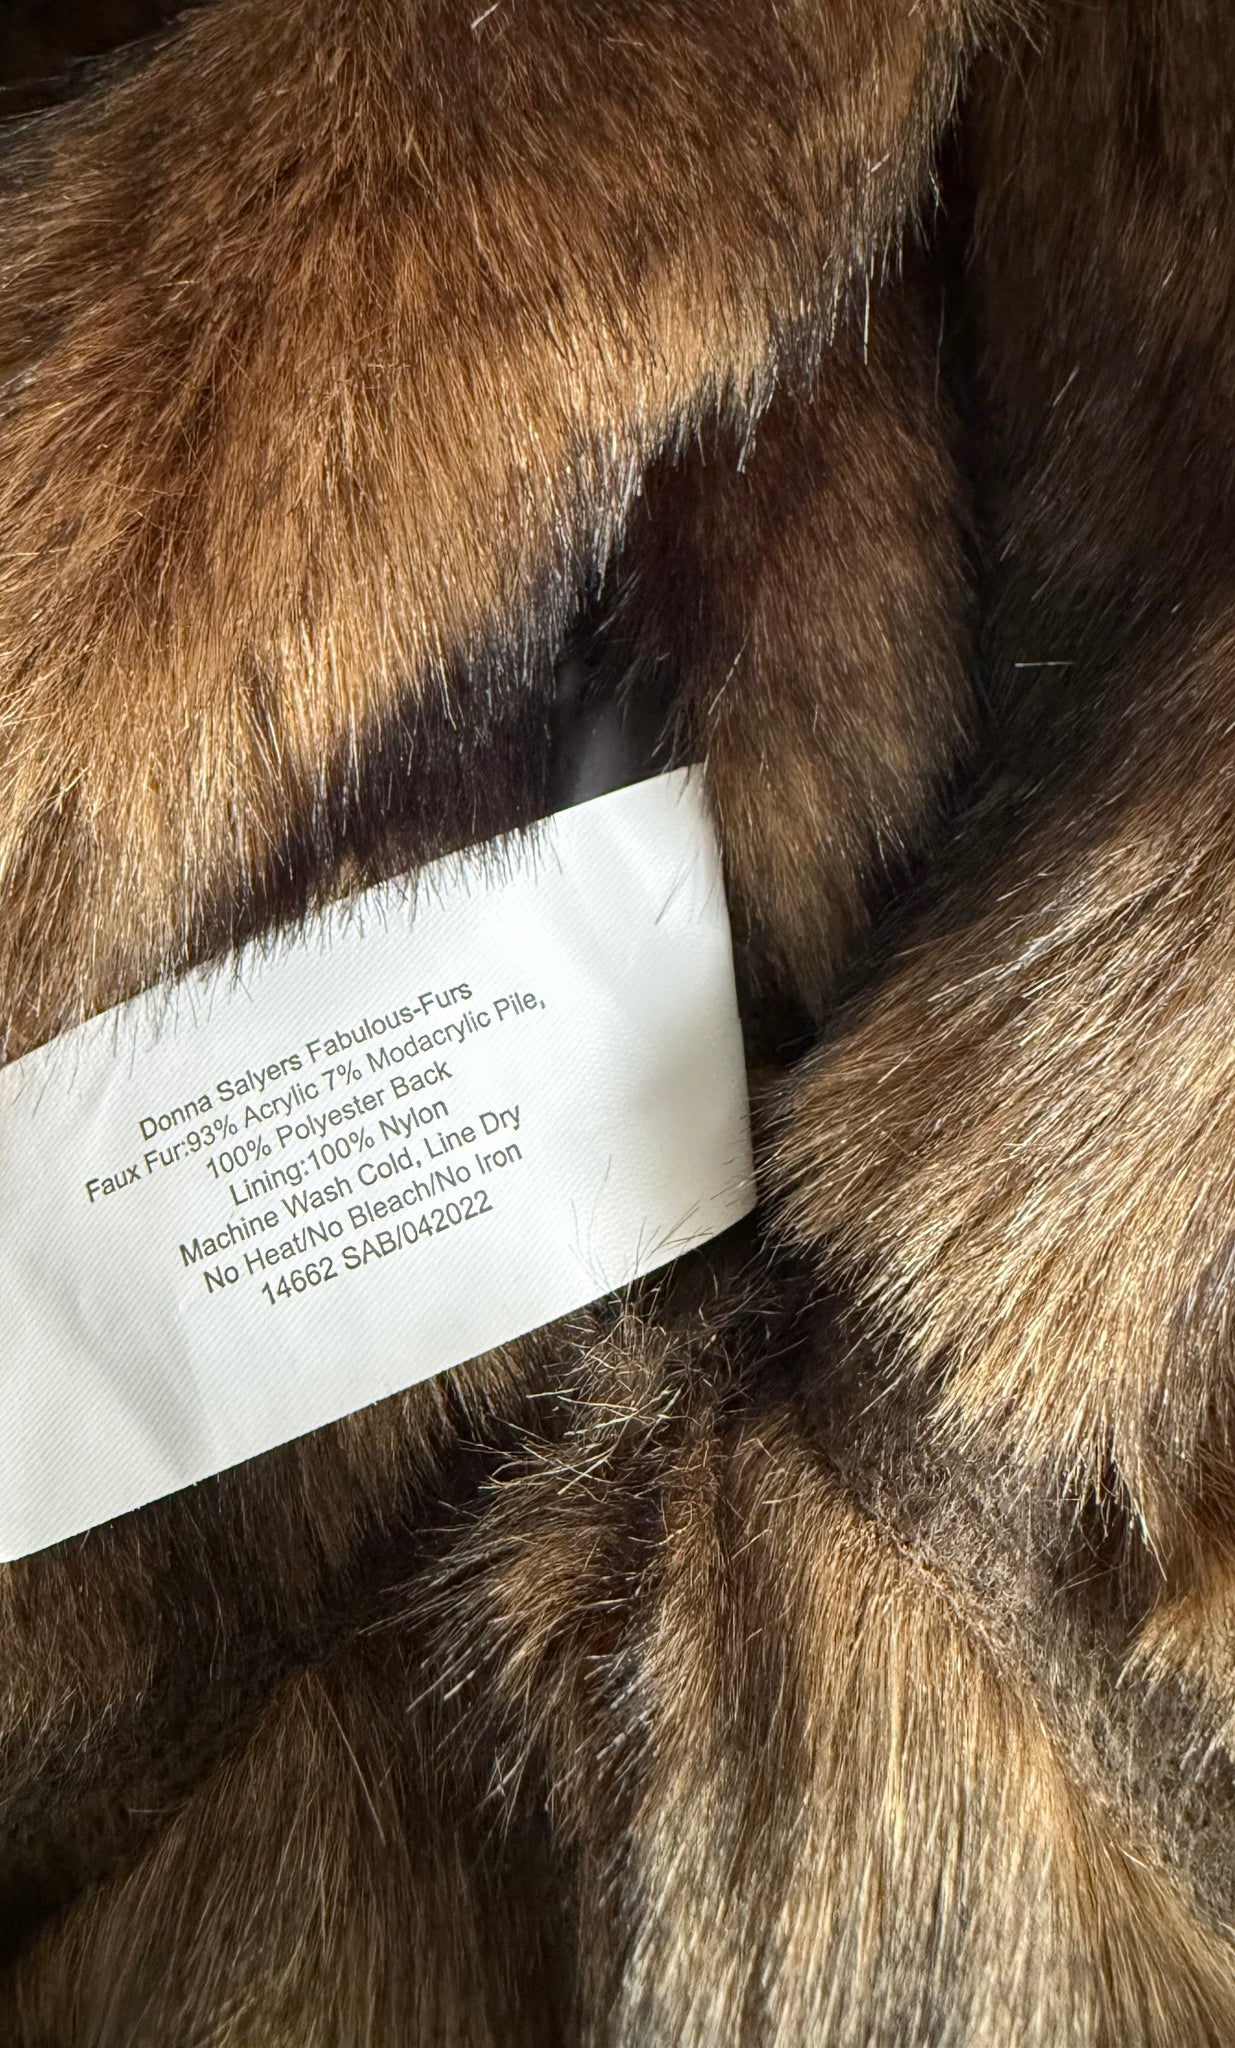 Donna Salyers Fabulous-Furs
Faux Fur:93% Acrylic 7% Modacrylic Pile,
100% Polyester Back
Lining:100% Nylon
Machine Wash Cold, Line Dry
No Heat/No Bleach/No Iron
14662 SAB/042022